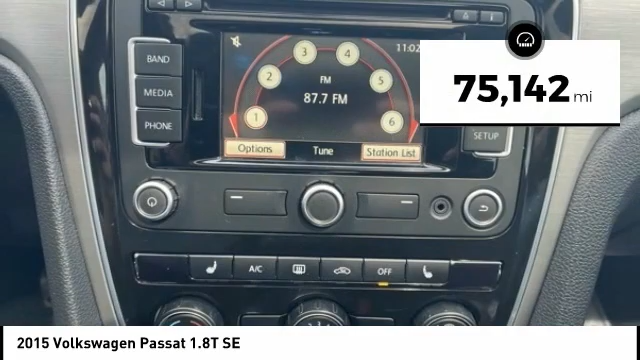 3 4
11:02
BAND
2 FM 5
75,142 mi
MEDIA
87.7 FM
1 6
PHONE
SETUP
Options Tune Station List
A/C OFF
2015 Volkswagen Passat 1.8T SE